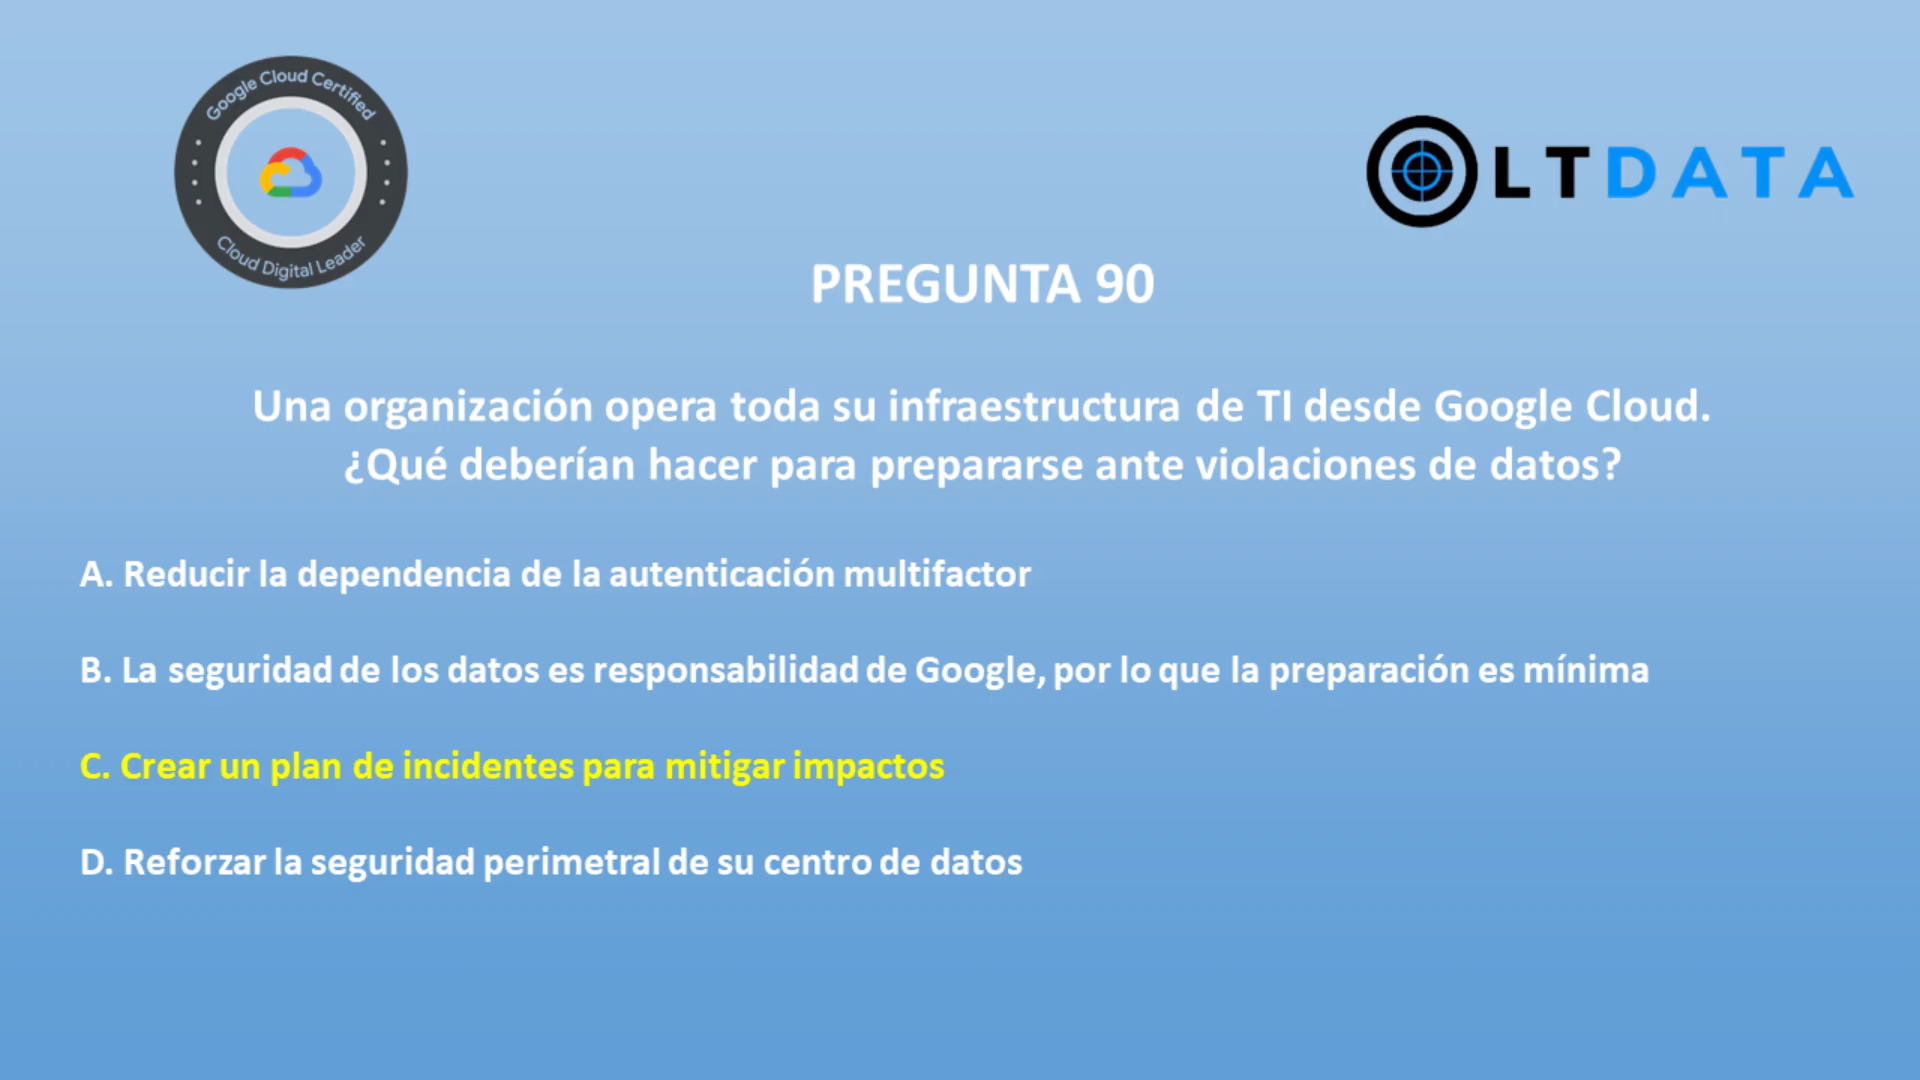 Google Cloud Certified
Cloud Digital Leader
LTDATA
PREGUNTA 90
Una organización opera toda su infraestructura de TI desde Google Cloud.
¿Qué deberían hacer para prepararse ante violaciones de datos?
A. Reducir la dependencia de la autenticación multifactor
B. La seguridad de los datos es responsabilidad de Google, por lo que la preparación es mínima
C. Crear un plan de incidentes para mitigar impactos
D. Reforzar la seguridad perimetral de su centro de datos